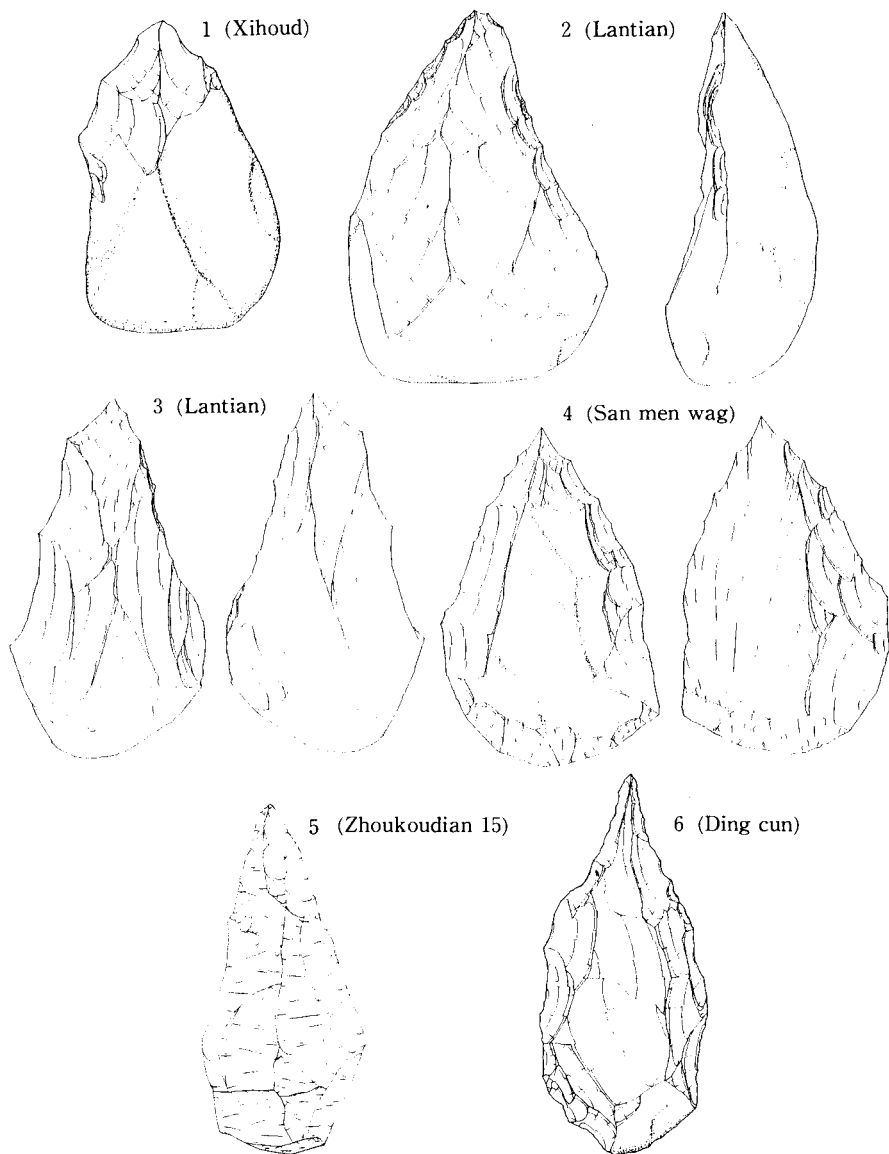 1 (Xihoud)
2 (Lantian)
3 (Lantian)
4 (San men wag)
5 (Zhoukoudian 15)
6 (Ding cun)